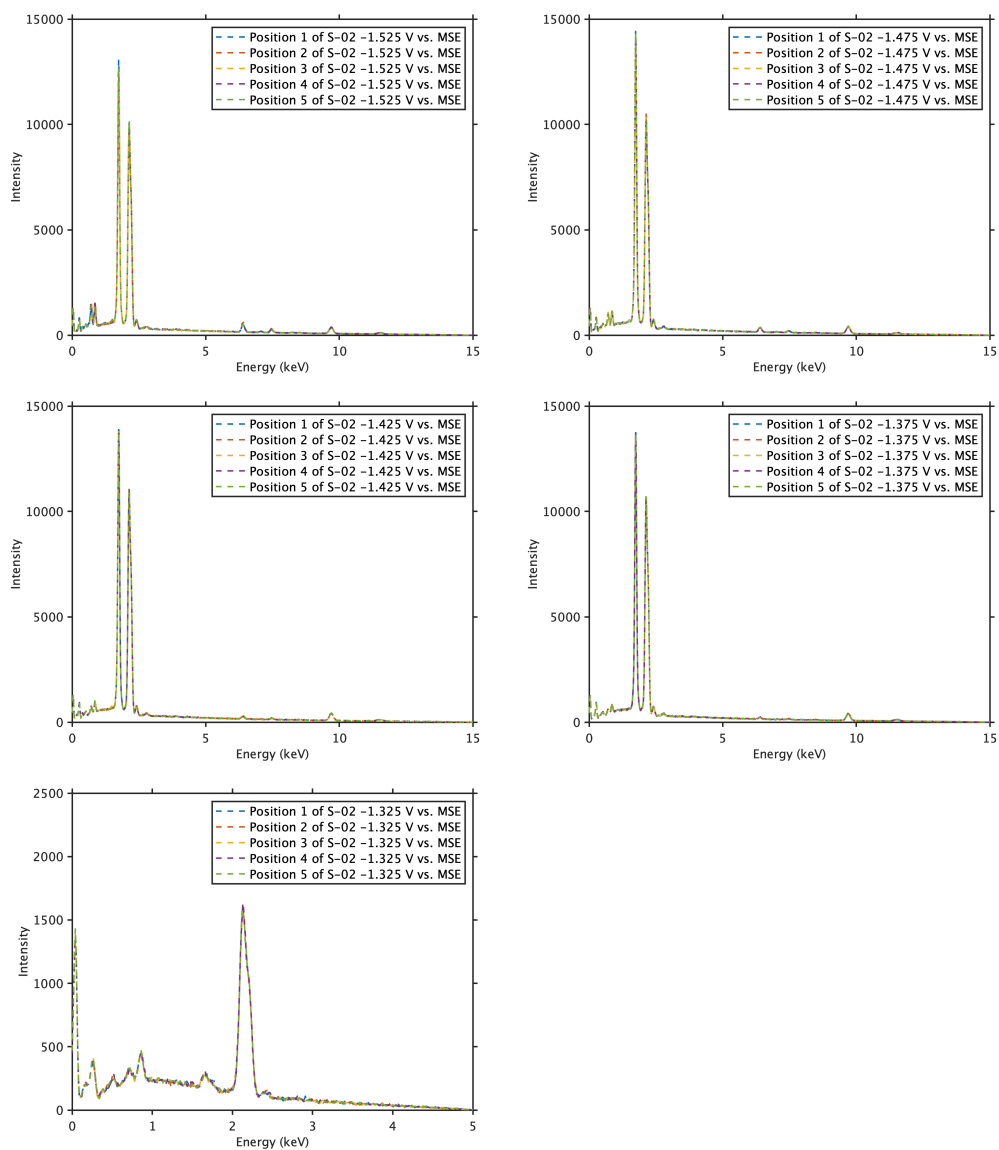 15000
10000
5000
0
Intensity
Position 1 of S-02 -1.525 V vs. MSE
Position 2 of S-02 -1.525 V vs. MSE
Position 3 of S-02 -1.525 V vs. MSE
Position 4 of S-02 -1.525 V vs. MSE
Position 5 of S-02 -1.525 V vs. MSE
0 5 10 15
Energy (keV)
15000
10000
5000
0
Intensity
Position 1 of S-02 -1.475 V vs. MSE
Position 2 of S-02 -1.475 V vs. MSE
Position 3 of S-02 -1.475 V vs. MSE
Position 4 of S-02 -1.475 V vs. MSE
Position 5 of S-02 -1.475 V vs. MSE
0 5 10 15
Energy (keV)
15000
10000
5000
0
Intensity
Position 1 of S-02 -1.425 V vs. MSE
Position 2 of S-02 -1.425 V vs. MSE
Position 3 of S-02 -1.425 V vs. MSE
Position 4 of S-02 -1.425 V vs. MSE
Position 5 of S-02 -1.425 V vs. MSE
0 5 10 15
Energy (keV)
15000
10000
5000
0
Intensity
Position 1 of S-02 -1.375 V vs. MSE
Position 2 of S-02 -1.375 V vs. MSE
Position 3 of S-02 -1.375 V vs. MSE
Position 4 of S-02 -1.375 V vs. MSE
Position 5 of S-02 -1.375 V vs. MSE
0 5 10 15
Energy (keV)
2500
2000
1500
1000
500
0
Intensity
Position 1 of S-02 -1.325 V vs. MSE
Position 2 of S-02 -1.325 V vs. MSE
Position 3 of S-02 -1.325 V vs. MSE
Position 4 of S-02 -1.325 V vs. MSE
Position 5 of S-02 -1.325 V vs. MSE
0 1 2 3 4 5
Energy (keV)